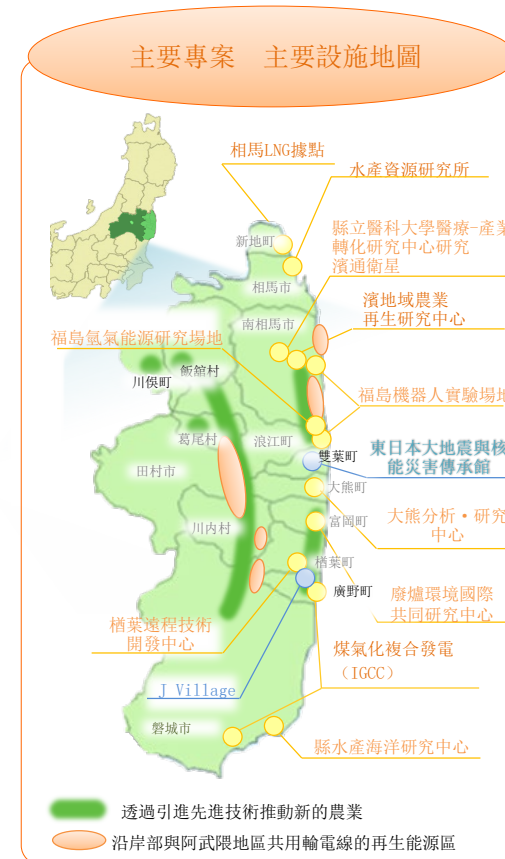 主要專案　主要設施地圖
相馬LNG據點
水產資源研究所
新地町
縣立醫科大學醫療-產業
轉化研究中心研究
濱通衛星
相馬市
濱地域農業
再生研究中心
南相馬市
福島氫氣能源研究場地
飯館村
川俣町
福島機器人實驗場地
葛尾村
浪江町
雙葉町
東日本大地震與核
能災害傳承館
田村市
大熊町
大熊分析・研究
中心
川内村
富岡町
楢葉町
廣野町
廢爐環境國際
共同研究中心
楢葉遠程技術
開發中心
煤氣化複合發電
（IGCC）
J Village
磐城市
縣水產海洋研究中心
透過引進先進技術推動新的農業
沿岸部與阿武隈地區共用輸電線的再生能源區